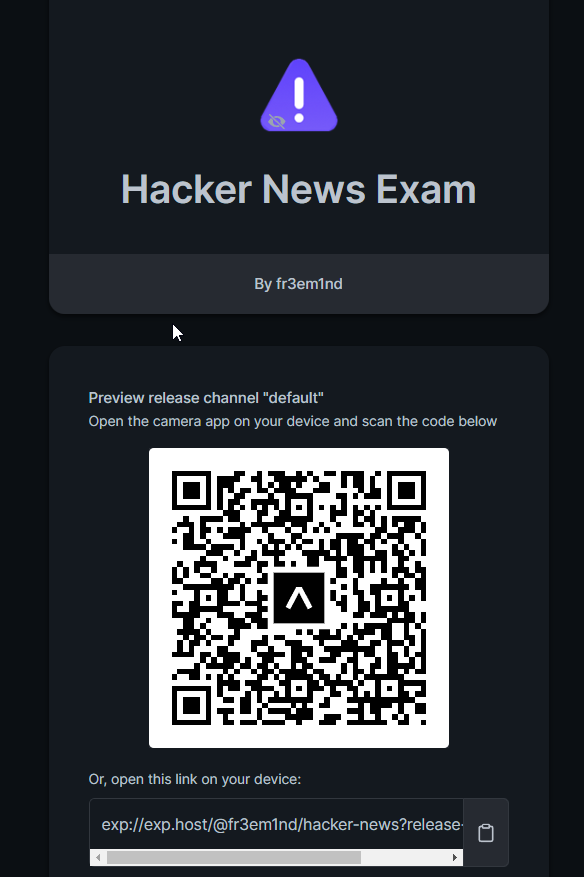 Hacker News Exam
By fr3em1nd
Preview release channel "default"
Open the camera app on your device and scan the code below
Or, open this link on your device:
exp://exp.host/@fr3em1nd/hacker-news?release-